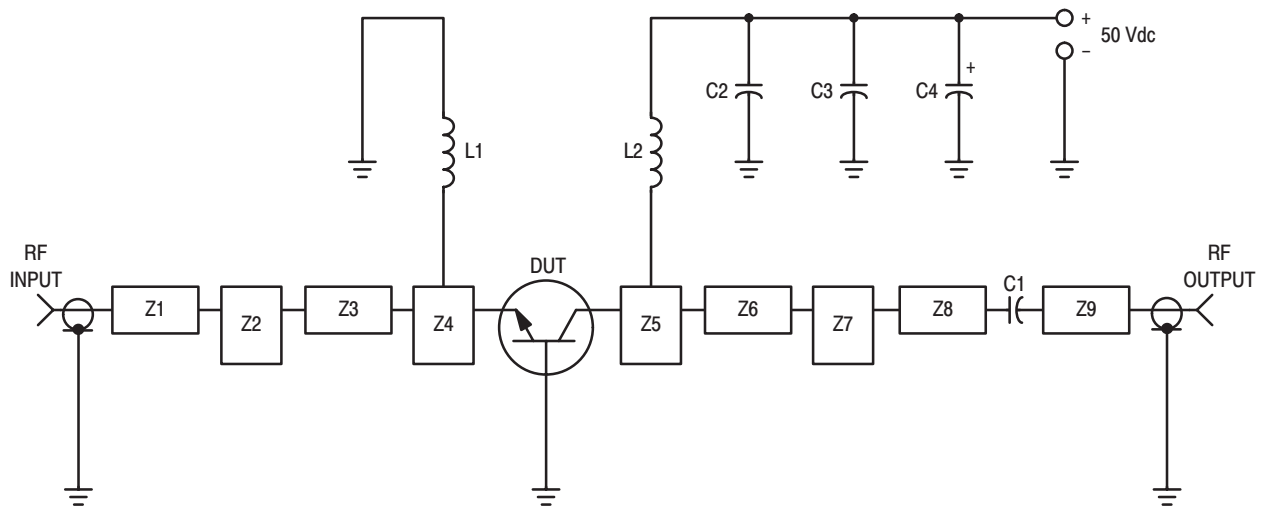 +
50 Vdc
–
C2
C3
C4
+
L1
L2
RF
INPUT
DUT
RF
OUTPUT
C1
Z1
Z2
Z3
Z4
Z5
Z6
Z7
Z8
Z9